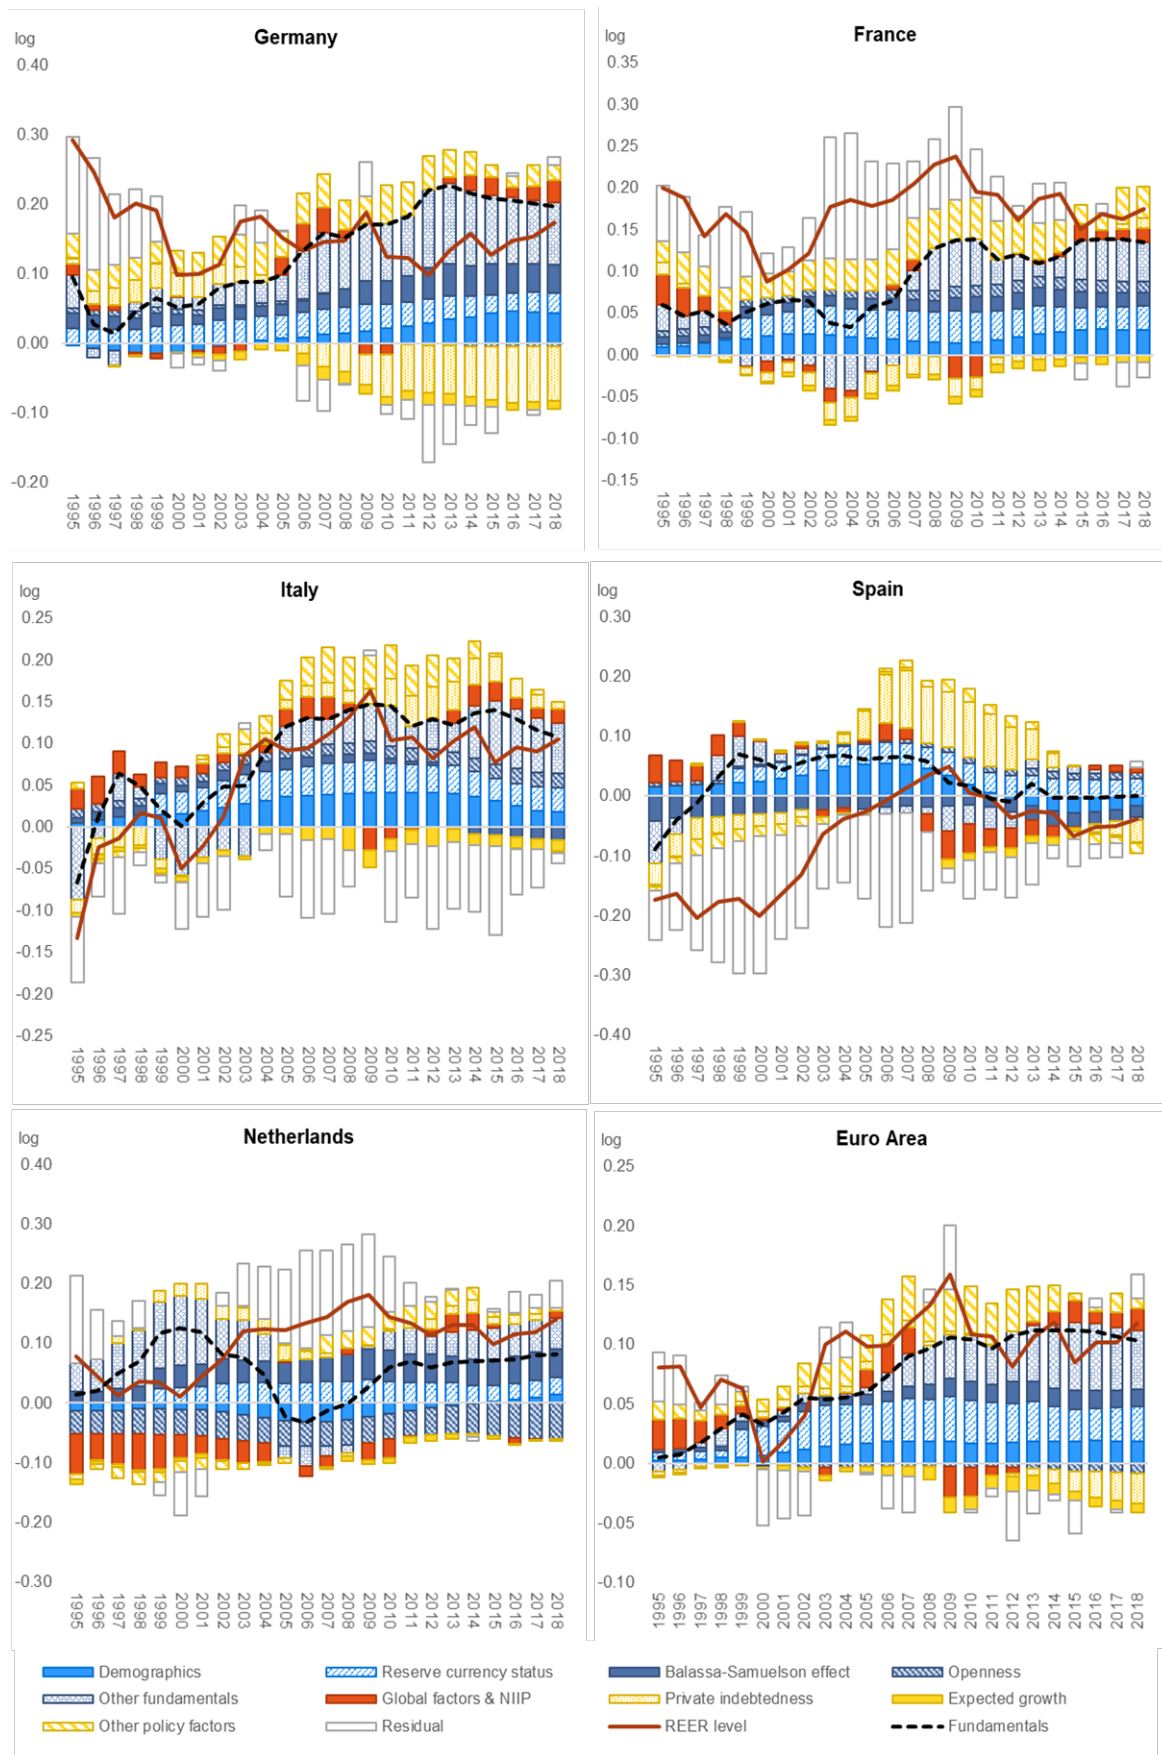 Germany
log
0.40
0.30
0.20
0.10
0.00
-0.10
-0.20
1995 1996 1997 1998 1999 2000 2001 2002 2003 2004 2005 2006 2007 2008 2009 2010 2011 2012 2013 2014 2015 2016 2017 2018
France
log
0.35
0.30
0.25
0.20
0.15
0.10
0.05
0.00
-0.05
-0.10
-0.15
1995 1996 1997 1998 1999 2000 2001 2002 2003 2004 2005 2006 2007 2008 2009 2010 2011 2012 2013 2014 2015 2016 2017 2018
Italy
log
0.25
0.20
0.15
0.10
0.05
0.00
-0.05
-0.10
-0.15
-0.20
-0.25
1995 1996 1997 1998 1999 2000 2001 2002 2003 2004 2005 2006 2007 2008 2009 2010 2011 2012 2013 2014 2015 2016 2017 2018
Spain
log
0.30
0.20
0.10
0.00
-0.10
-0.20
-0.30
-0.40
1995 1996 1997 1998 1999 2000 2001 2002 2003 2004 2005 2006 2007 2008 2009 2010 2011 2012 2013 2014 2015 2016 2017 2018
Netherlands
log
0.40
0.30
0.20
0.10
0.00
-0.10
-0.20
-0.30
1995 1996 1997 1998 1999 2000 2001 2002 2003 2004 2005 2006 2007 2008 2009 2010 2011 2012 2013 2014 2015 2016 2017 2018
Euro Area
log
0.25
0.20
0.15
0.10
0.05
0.00
-0.05
-0.10
1995 1996 1997 1998 1999 2000 2001 2002 2003 2004 2005 2006 2007 2008 2009 2010 2011 2012 2013 2014 2015 2016 2017 2018
Demographics Reserve currency status Balassa-Samuelson effect Openness
Other fundamentals Global factors & NIIP Private indebtedness Expected growth
Other policy factors Residual REER level Fundamentals